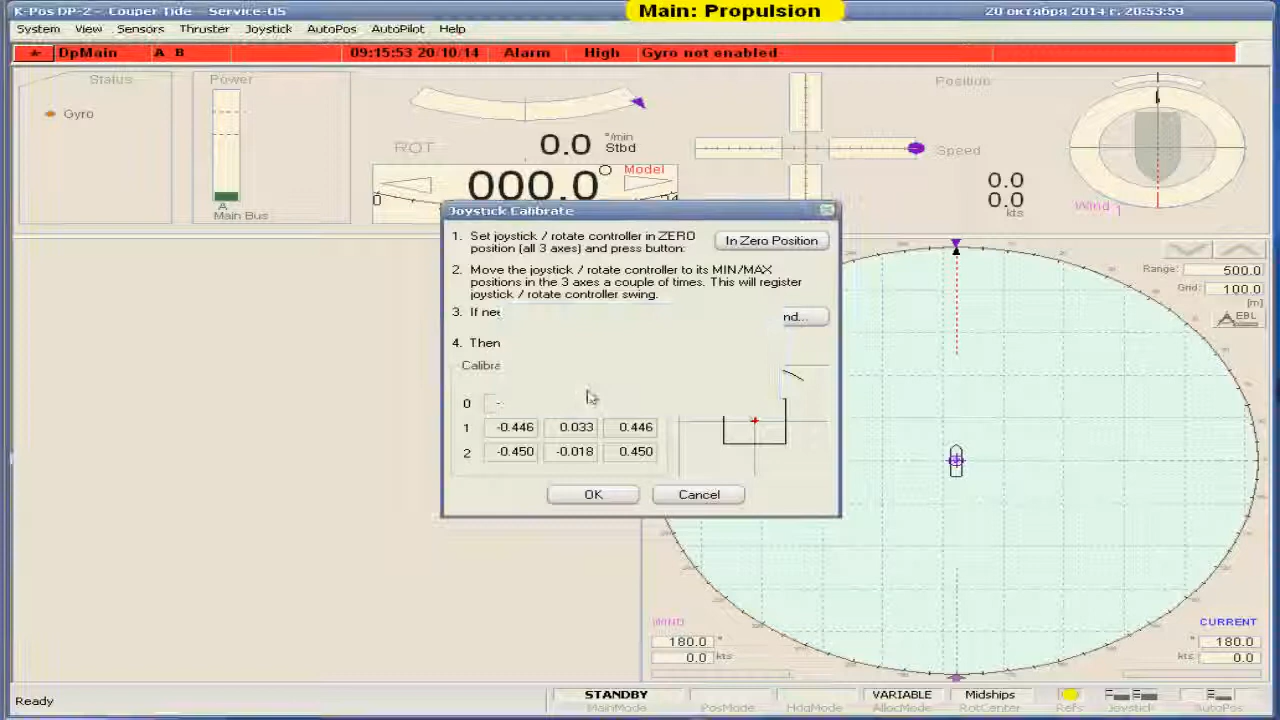 K-Pos DP-2 - Couper Tide - Service-OS
Main: Propulsion
20 октября 2014 г. 20:53:59
System View Sensors Thruster Joystick AutoPos AutoPilot Help
* DpMain A B 09:15:53 20/10/14 Alarm High Gyro not enabled
Status
Gyro
Power
A
Main Bus
ROT 0.0 °/min Stbd
000.0 Model
0
Position
Speed
0.0
0.0
kts
Wind 1
Joystick Calibrate
1. Set joystick / rotate controller in ZERO
position (all 3 axes) and press button:
In Zero Position
2. Move the joystick / rotate controller to its MIN/MAX
positions in the 3 axes a couple of times. This will register
joystick / rotate controller swing.
3. If nee
nd...
4. Then
Calibra
0 -
1 -0.446 0.033 0.446
2 -0.450 -0.018 0.450
OK Cancel
Range: 500.0
Grid: 100.0
[m]
EBL
WIND
180.0 °
0.0 kts
CURRENT
° 180.0
kts 0.0
Ready
STANDBY
MainMode
PosMode
HdgMode
VARIABLE
AllocMode
Midships
RotCenter
Refs
Joystick
AutoPos